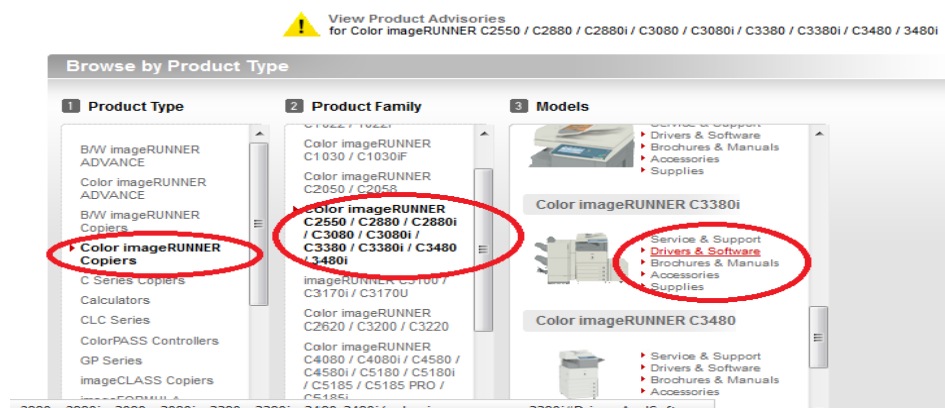 View Product Advisories
for Color imageRUNNER C2550 / C2880 / C2880i / C3080 / C3080i / C3380 / C3380i / C3480 / 3480i
Browse by Product Type
1 Product Type
B/W imageRUNNER
ADVANCE
Color imageRUNNER
ADVANCE
B/W imageRUNNER
Copiers
Color imageRUNNER
Copiers
C Series Copiers
Calculators
CLC Series
ColorPASS Controllers
GP Series
imageCLASS Copiers
imageFORMULA
2 Product Family
C1022 / 1022i
Color imageRUNNER
C1030 / C1030iF
Color imageRUNNER
C2050 / C2058
Color imageRUNNER
C2550 / C2880 / C2880i
/ C3080 / C3080i /
C3380 / C3380i / C3480
/ 3480i
imageRUNNER C3100 /
C3170i / C3170U
Color imageRUNNER
C2620 / C3200 / C3220
Color imageRUNNER
C4080 / C4080i / C4580 /
C4580i / C5180 / C5180i
/ C5185 / C5185 PRO /
C5185i
3 Models
Service & Support
Drivers & Software
Brochures & Manuals
Accessories
Supplies
Color imageRUNNER C3380i
Service & Support
Drivers & Software
Brochures & Manuals
Accessories
Supplies
Color imageRUNNER C3480
Service & Support
Drivers & Software
Brochures & Manuals
Accessories